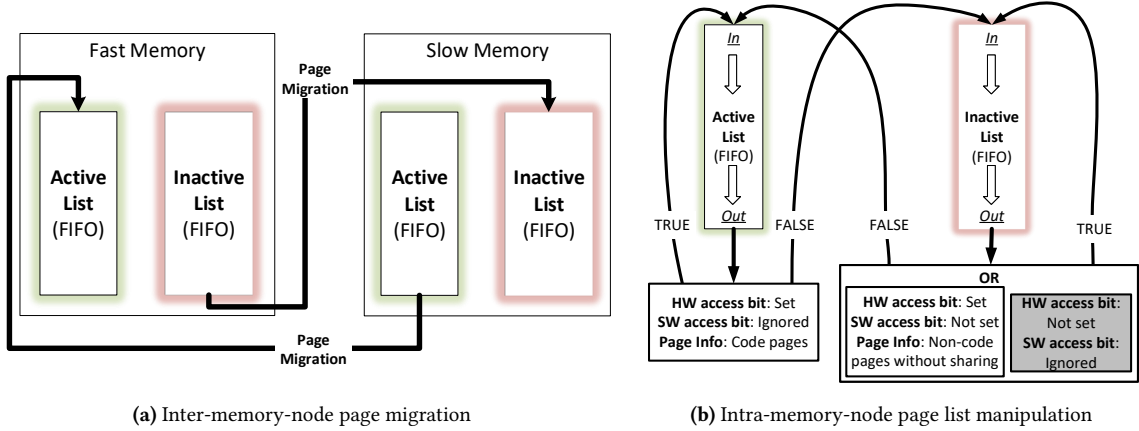 Fast Memory
Slow Memory
Page
Migration
Active
List
(FIFO)
Inactive
List
(FIFO)
Active
List
(FIFO)
Inactive
List
(FIFO)
Page
Migration
(a) Inter-memory-node page migration
In
Active
List
(FIFO)
Out
In
Inactive
List
(FIFO)
Out
TRUE
FALSE
FALSE
TRUE
HW access bit: Set
SW access bit: Ignored
Page Info: Code pages
OR
HW access bit: Set
SW access bit: Not set
Page Info: Non-code
pages without sharing
HW access bit:
Not set
SW access bit:
Ignored
(b) Intra-memory-node page list manipulation